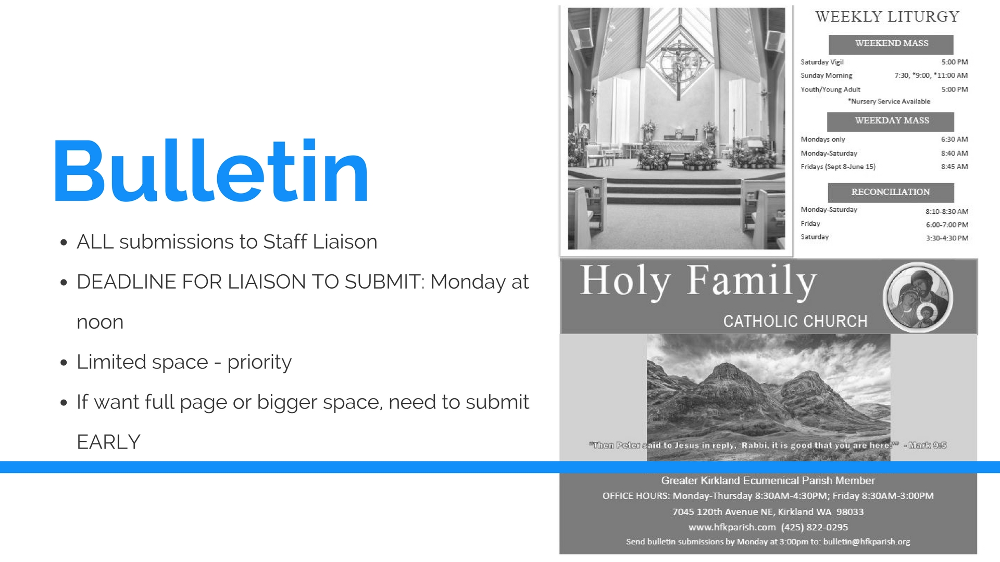 Bulletin
• ALL submissions to Staff Liaison
• DEADLINE FOR LIAISON TO SUBMIT: Monday at
noon
• Limited space - priority
• If want full page or bigger space, need to submit
EARLY
WEEKLY LITURGY
WEEKEND MASS
Saturday Vigil 5:00 PM
Sunday Morning 7:30, *9:00, *11:00 AM
Youth/Young Adult 5:00 PM
*Nursery Service Available
WEEKDAY MASS
Mondays only 6:30 AM
Monday-Saturday 8:40 AM
Fridays (Sept 8-June 15) 8:45 AM
RECONCILIATION
Monday-Saturday 8:10-8:30 AM
Friday 6:00-7:00 PM
Saturday 3:30-4:30 PM
Holy Family
CATHOLIC CHURCH
"Then Peter said to Jesus in reply, 'Rabbi, it is good that you are here!'" - Mark 9:5
Greater Kirkland Ecumenical Parish Member
OFFICE HOURS: Monday-Thursday 8:30AM-4:30PM; Friday 8:30AM-3:00PM
7045 120th Avenue NE, Kirkland WA 98033
www.hfkparish.com (425) 822-0295
Send bulletin submissions by Monday at 3:00pm to: bulletin@hfkparish.org